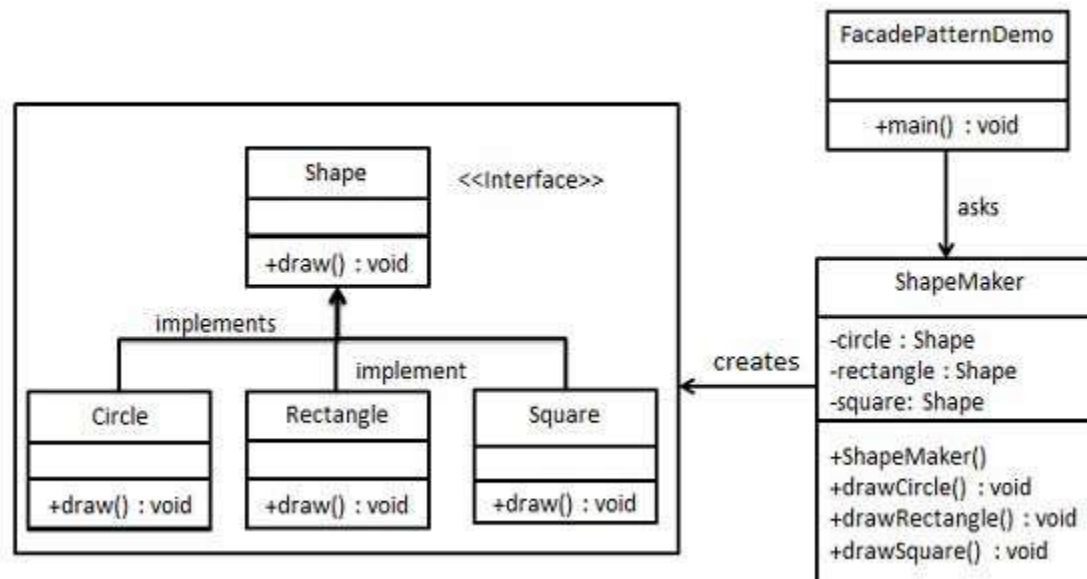 FacadePatternDemo
+main() : void
asks
Shape
<<Interface>>
+draw() : void
implements
implement
Circle
+draw() : void
Rectangle
+draw() : void
Square
+draw() : void
creates
ShapeMaker
-circle : Shape
-rectangle : Shape
-square: Shape
+ShapeMaker()
+drawCircle() : void
+drawRectangle() : void
+drawSquare() : void